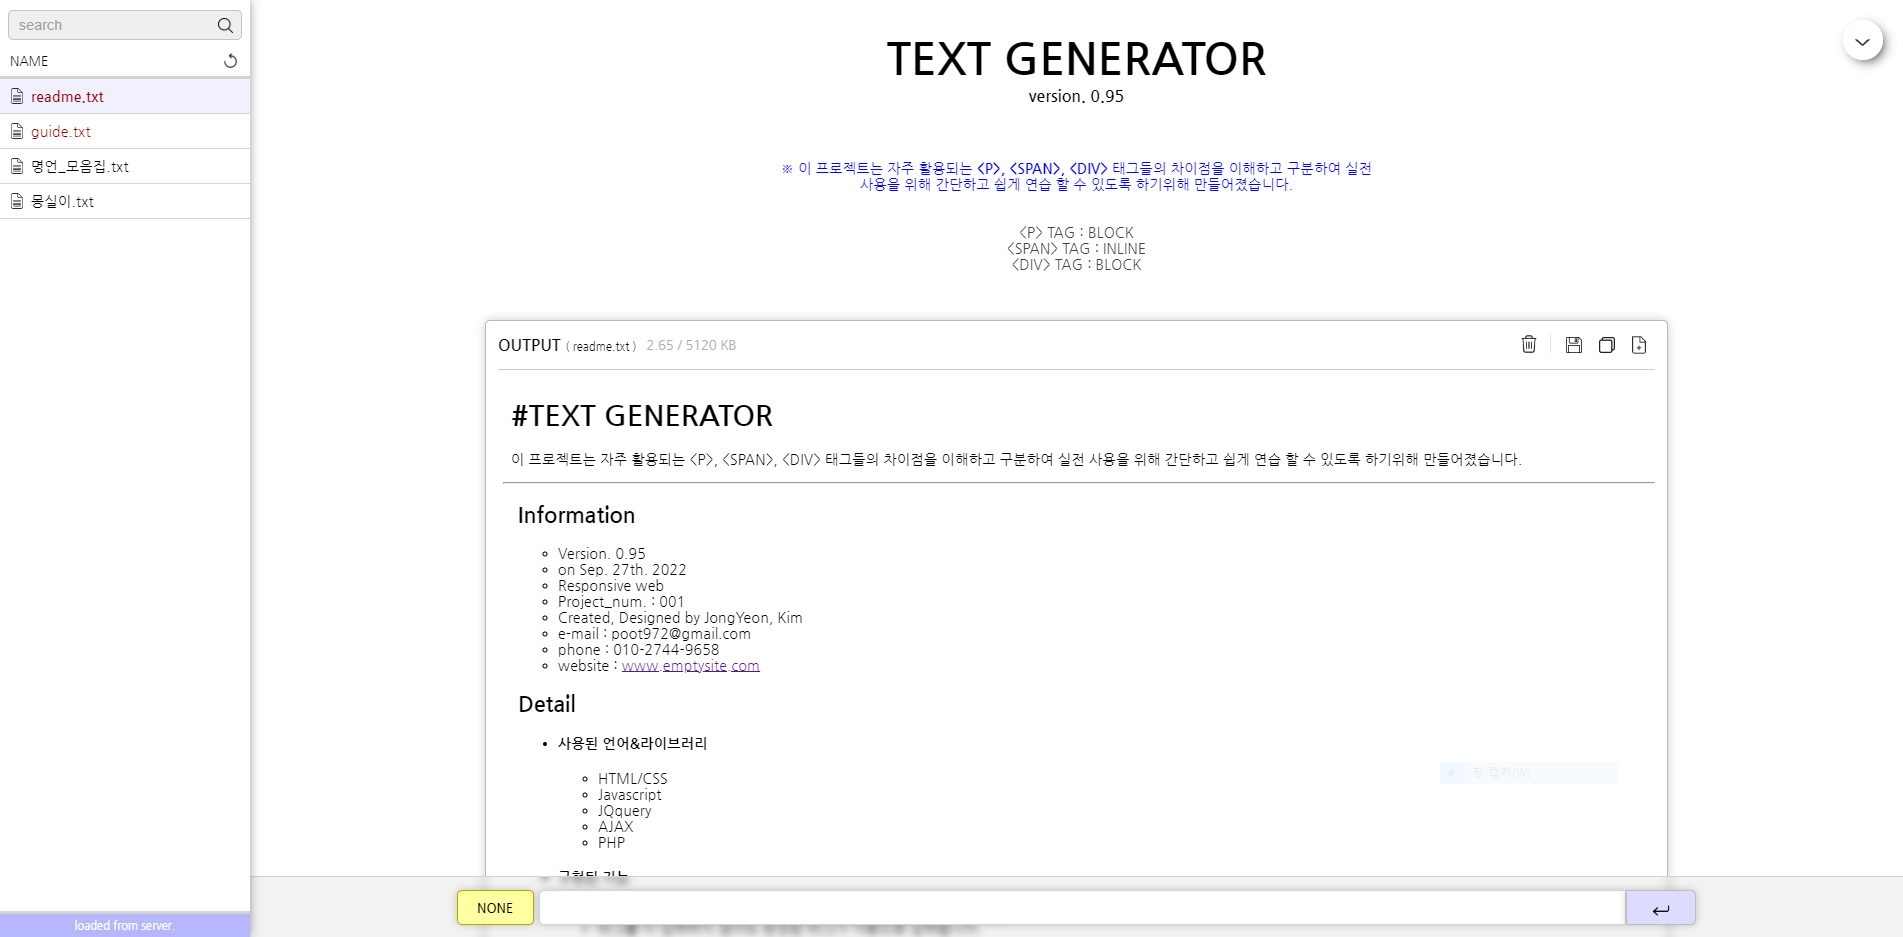 search
NAME
readme.txt
guide.txt
명언_모음집.txt
몽실이.txt
loaded from server.
TEXT GENERATOR
version. 0.95
※ 이 프로젝트는 자주 활용되는 <P>, <SPAN>, <DIV> 태그들의 차이점을 이해하고 구분하여 실전
사용을 위해 간단하고 쉽게 연습 할 수 있도록 하기위해 만들어졌습니다.
<P> TAG : BLOCK
<SPAN> TAG : INLINE
<DIV> TAG : BLOCK
OUTPUT ( readme.txt ) 2.65 / 5120 KB
#TEXT GENERATOR
이 프로젝트는 자주 활용되는 <P>, <SPAN>, <DIV> 태그들의 차이점을 이해하고 구분하여 실전 사용을 위해 간단하고 쉽게 연습 할 수 있도록 하기위해 만들어졌습니다.
Information
Version. 0.95
on Sep. 27th. 2022
Responsive web
Project_num. : 001
Created, Designed by JongYeon, Kim
e-mail : poot972@gmail.com
phone : 010-2744-9658
website : www.emptysite.com
Detail
사용된 언어&라이브러리
HTML/CSS
Javascript
JQquery
AJAX
PHP
창 캡처(W)
NONE